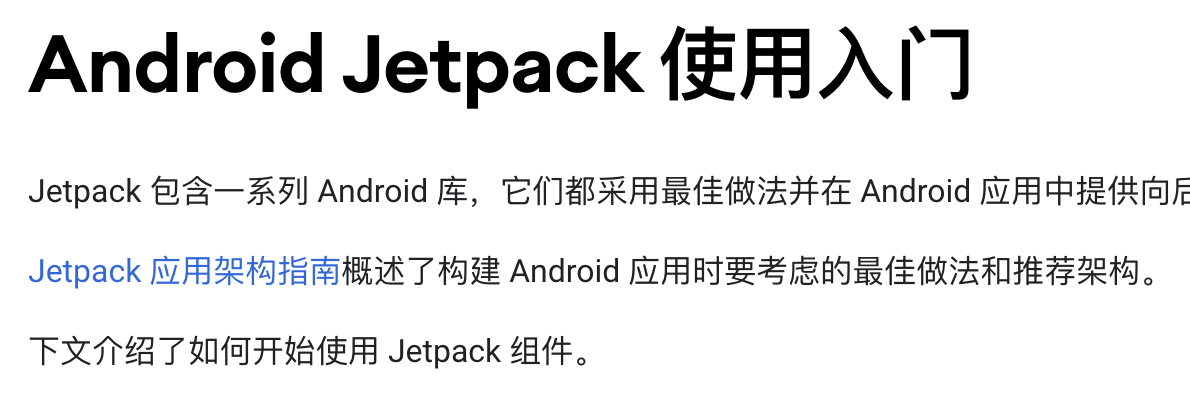 Android Jetpack 使用入门
Jetpack 包含一系列 Android 库，它们都采用最佳做法并在 Android 应用中提供向后
Jetpack 应用架构指南概述了构建 Android 应用时要考虑的最佳做法和推荐架构。
下文介绍了如何开始使用 Jetpack 组件。